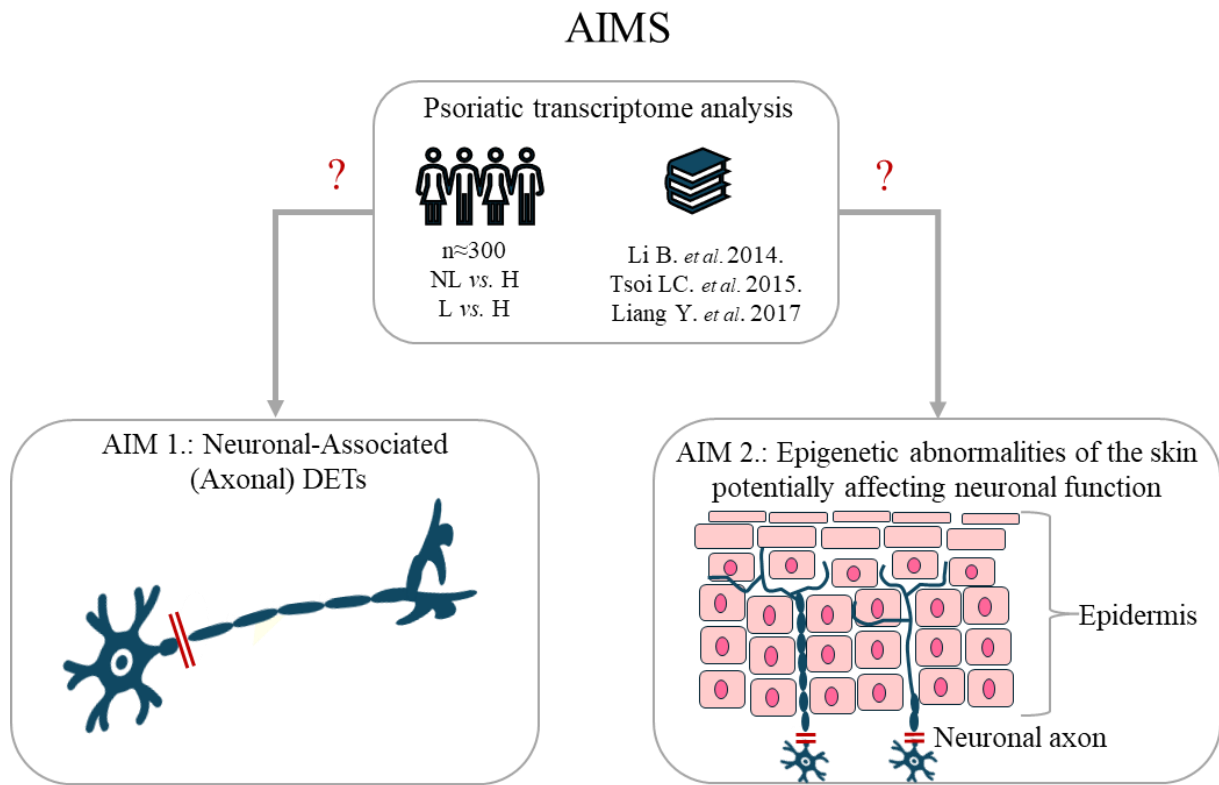 AIMS
Psoriatic transcriptome analysis
?
?
n≈300
NL vs. H
L vs. H
Li B. et al. 2014.
Tsoi LC. et al. 2015.
Liang Y. et al. 2017
AIM 1.: Neuronal-Associated
(Axonal) DETs
AIM 2.: Epigenetic abnormalities of the skin
potentially affecting neuronal function
Epidermis
Neuronal axon